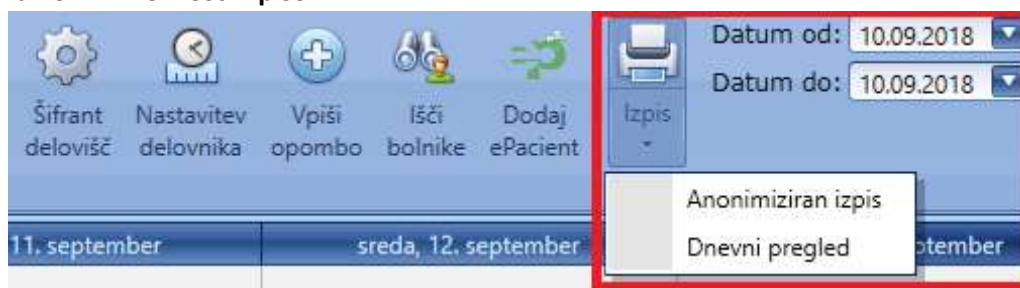 Šifrant delovišč
Nastavitev delovnika
Vpiši opombo
Išči bolnike
Dodaj ePacient
Izpis
Datum od: 10.09.2018
Datum do: 10.09.2018
Anonimiziran izpis
Dnevni pregled
11. september
sreda, 12. september